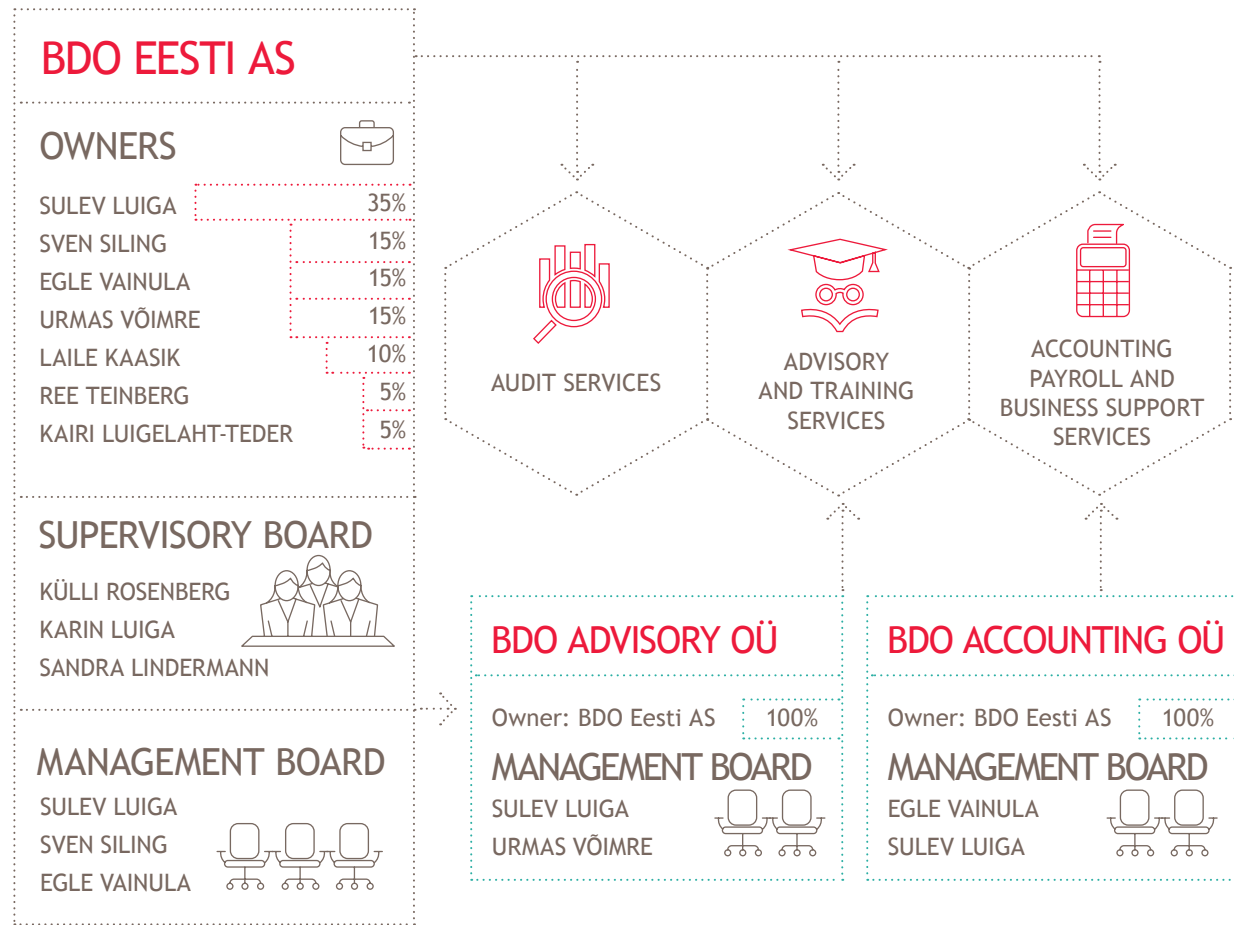 BDO EESTI AS
OWNERS
SULEV LUIGA 35%
SVEN SILING 15%
EGLE VAINULA 15%
URMAS VÕIMRE 15%
LAILE KAASIK 10%
REE TEINBERG 5%
KAIRI LUIGELAHT-TEDER 5%
SUPERVISORY BOARD
KÜLLI ROSENBERG
KARIN LUIGA
SANDRA LINDERMANN
MANAGEMENT BOARD
SULEV LUIGA
SVEN SILING
EGLE VAINULA
AUDIT SERVICES
ADVISORY
AND TRAINING
SERVICES
ACCOUNTING
PAYROLL AND
BUSINESS SUPPORT
SERVICES
BDO ADVISORY OÜ
Owner: BDO Eesti AS 100%
MANAGEMENT BOARD
SULEV LUIGA
URMAS VÕIMRE
BDO ACCOUNTING OÜ
Owner: BDO Eesti AS 100%
MANAGEMENT BOARD
EGLE VAINULA
SULEV LUIGA